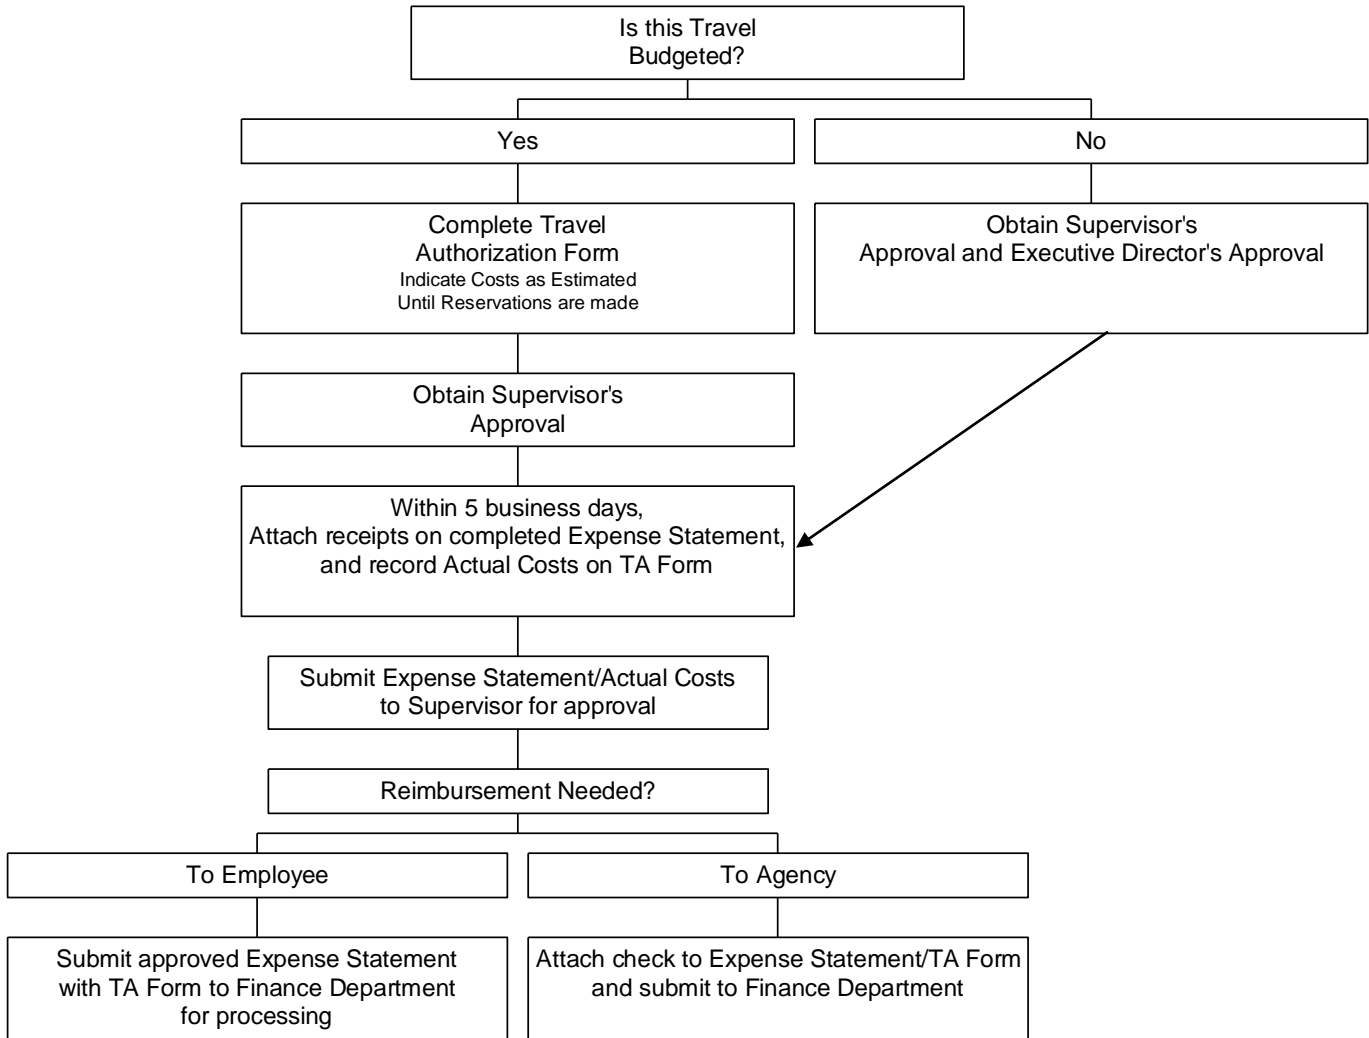 Is this Travel
Budgeted?
Yes
No
Complete Travel
Authorization Form
Indicate Costs as Estimated
Until Reservations are made
Obtain Supervisor's
Approval and Executive Director's Approval
Obtain Supervisor's
Approval
Within 5 business days,
Attach receipts on completed Expense Statement,
and record Actual Costs on TA Form
Submit Expense Statement/Actual Costs
to Supervisor for approval
Reimbursement Needed?
To Employee
To Agency
Submit approved Expense Statement
with TA Form to Finance Department
for processing
Attach check to Expense Statement/TA Form
and submit to Finance Department